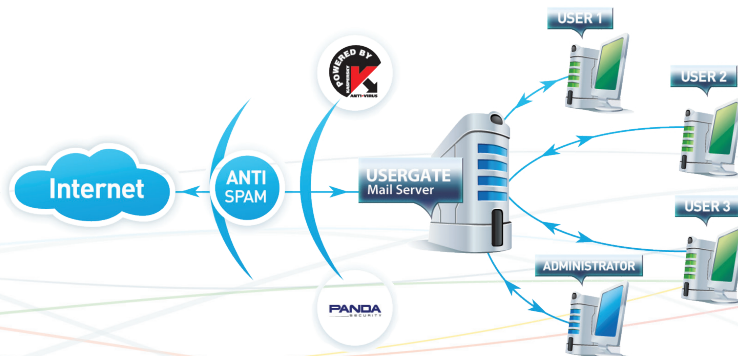 USER 1
POWERED BY
KASPERSKY
ANTI-VIRUS
USER 2
Internet
ANTI
SPAM
USERGATE
Mail Server
USER 3
ADMINISTRATOR
PANDA
SECURITY